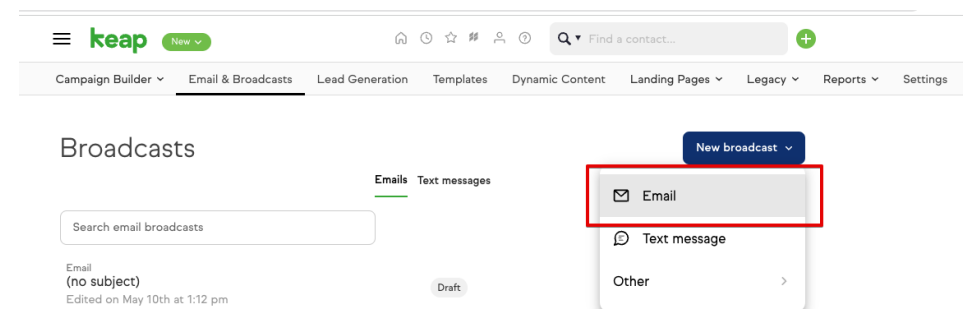 keap New
Find a contact...
Campaign Builder Email & Broadcasts Lead Generation Templates Dynamic Content Landing Pages Legacy Reports Settings
Broadcasts
New broadcast
Emails Text messages
Email
Search email broadcasts
Text message
Email
(no subject)
Draft
Other
Edited on May 10th at 1:12 pm